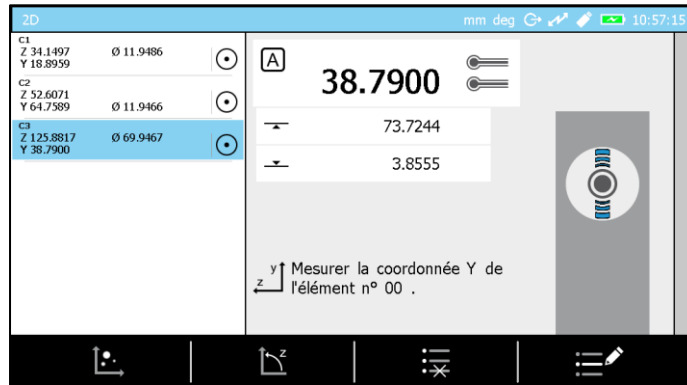 2D
mm deg 10:57:15
C1
Z 34.1497 Ø 11.9486
Y 18.8959
C2
Z 52.6071
Y 64.7589 Ø 11.9466
C3
Z 125.8817 Ø 69.9467
Y 38.7900
A
38.7900
73.7244
3.8555
y
z
Mesurer la coordonnée Y de
l'élément n° 00 .
z